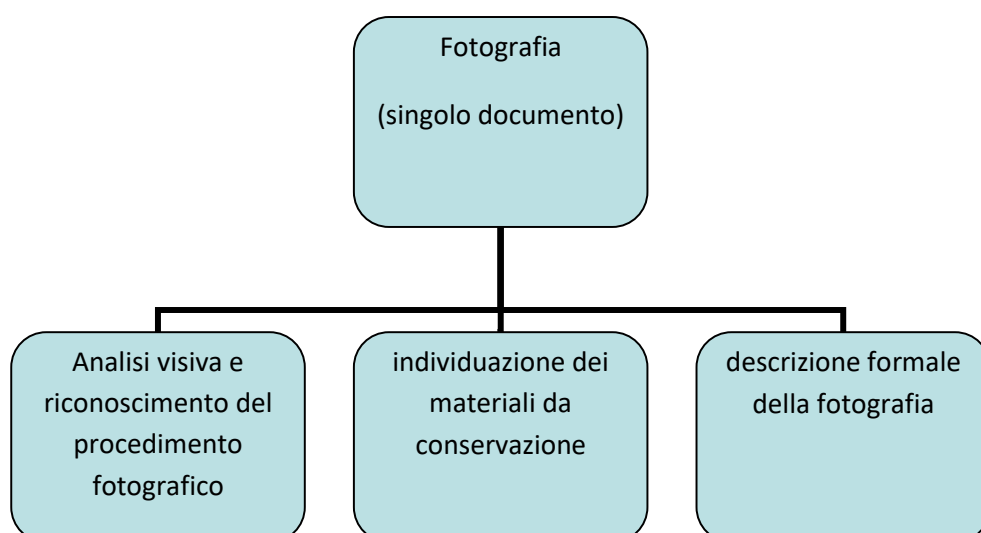 Fotografia
(singolo documento)
Analisi visiva e
riconoscimento del
procedimento
fotografico
individuazione dei
materiali da
conservazione
descrizione formale
della fotografia